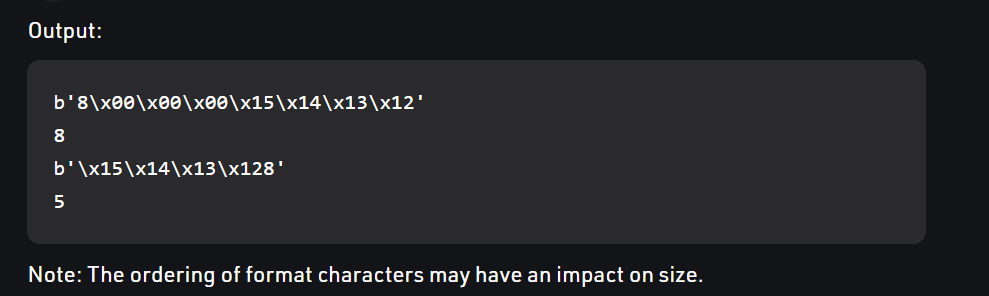 Output:
b'8\x00\x00\x00\x15\x14\x13\x12'
8
b'\x15\x14\x13\x128'
5
Note: The ordering of format characters may have an impact on size.